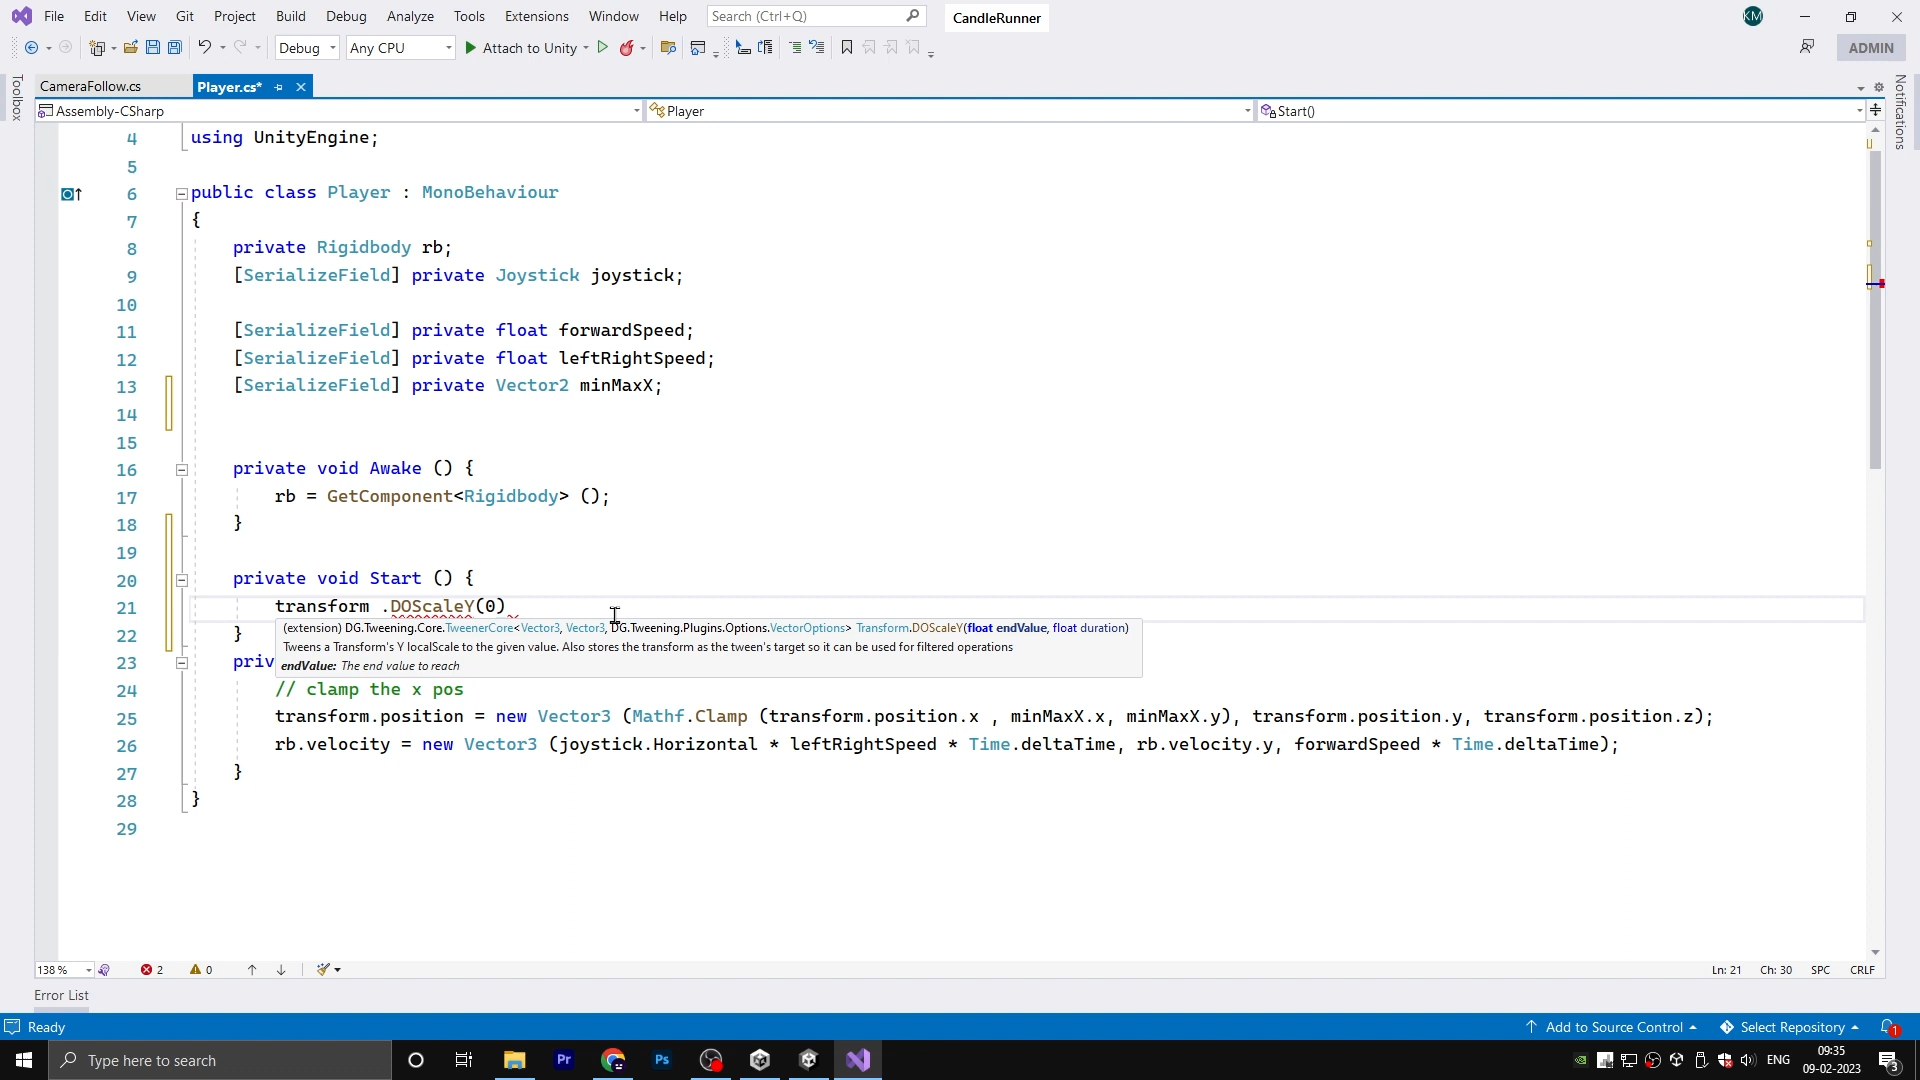 File Edit View Git Project Build Debug Analyze Tools Extensions Window Help Search (Ctrl+Q) CandleRunner KM
Debug Any CPU Attach to Unity ADMIN
Toolbox
CameraFollow.cs Player.cs*
Notifications
Assembly-CSharp Player Start()
4 using UnityEngine;
5
6 public class Player : MonoBehaviour
7 {
8 private Rigidbody rb;
9 [SerializeField] private Joystick joystick;
10
11 [SerializeField] private float forwardSpeed;
12 [SerializeField] private float leftRightSpeed;
13 [SerializeField] private Vector2 minMaxX;
14
15
16 private void Awake () {
17 rb = GetComponent<Rigidbody> ();
18 }
19
20 private void Start () {
21 transform .DOScaleY(0)
22 }
(extension) DG.Tweening.Core.TweenerCore<Vector3, Vector3, DG.Tweening.Plugins.Options.VectorOptions> Transform.DOScaleY(float endValue, float duration)
Tweens a Transform's Y localScale to the given value. Also stores the transform as the tween's target so it can be used for filtered operations
endValue: The end value to reach
23 priv
24 // clamp the x pos
25 transform.position = new Vector3 (Mathf.Clamp (transform.position.x , minMaxX.x, minMaxX.y), transform.position.y, transform.position.z);
26 rb.velocity = new Vector3 (joystick.Horizontal * leftRightSpeed * Time.deltaTime, rb.velocity.y, forwardSpeed * Time.deltaTime);
27 }
28 }
29
138 % 2 0 Ln: 21 Ch: 30 SPC CRLF
Error List
Ready Add to Source Control Select Repository 1
Type here to search Pr Ps ENG 09:35
09-02-2023 3